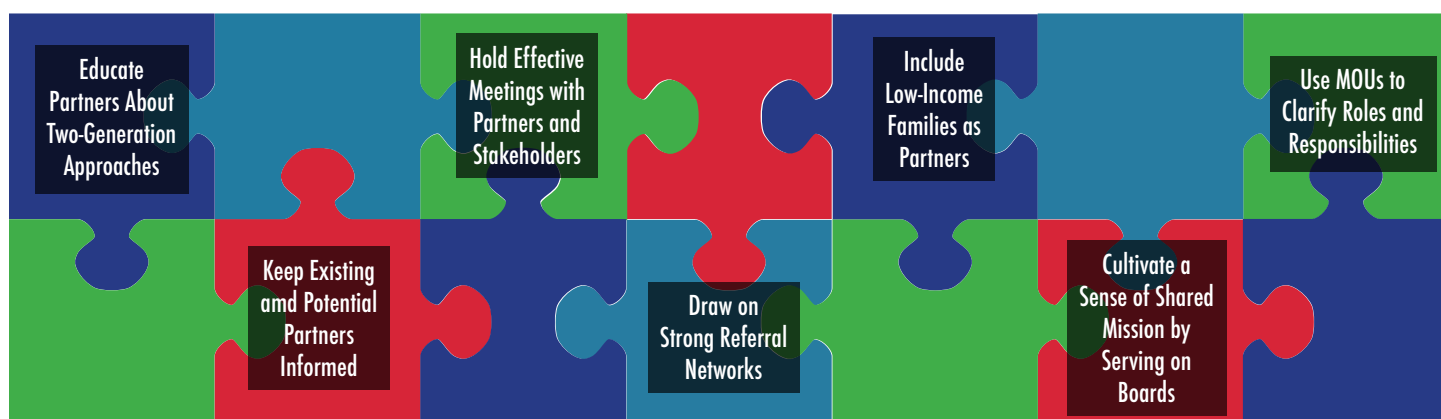 Educate
Partners About
Two-Generation
Approaches
Keep Existing
amd Potential
Partners
Informed
Hold Effective
Meetings with
Partners and
Stakeholders
Draw on
Strong Referral
Networks
Include
Low-Income
Families as
Partners
Cultivate a
Sense of Shared
Mission by
Serving on
Boards
Use MOUs to
Clarify Roles and
Responsibilities